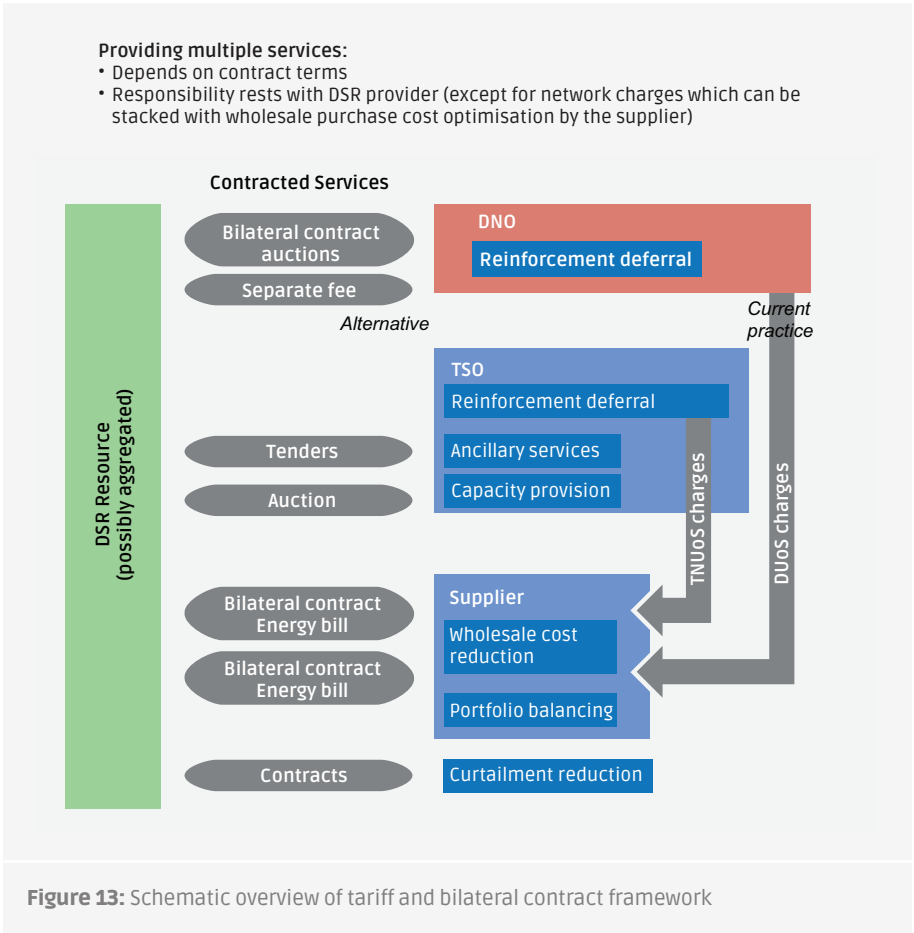 Providing multiple services:
• Depends on contract terms
• Responsibility rests with DSR provider (except for network charges which can be
stacked with wholesale purchase cost optimisation by the supplier)
Contracted Services
DSR Resource
(possibly aggregated)
Bilateral contract
auctions
Separate fee
Alternative
DNO
Reinforcement deferral
Current
practice
TSO
Reinforcement deferral
Tenders
Ancillary services
Auction
Capacity provision
TNUoS charges
DUoS charges
Bilateral contract
Energy bill
Supplier
Wholesale cost
reduction
Bilateral contract
Energy bill
Portfolio balancing
Contracts
Curtailment reduction
Figure 13: Schematic overview of tariff and bilateral contract framework